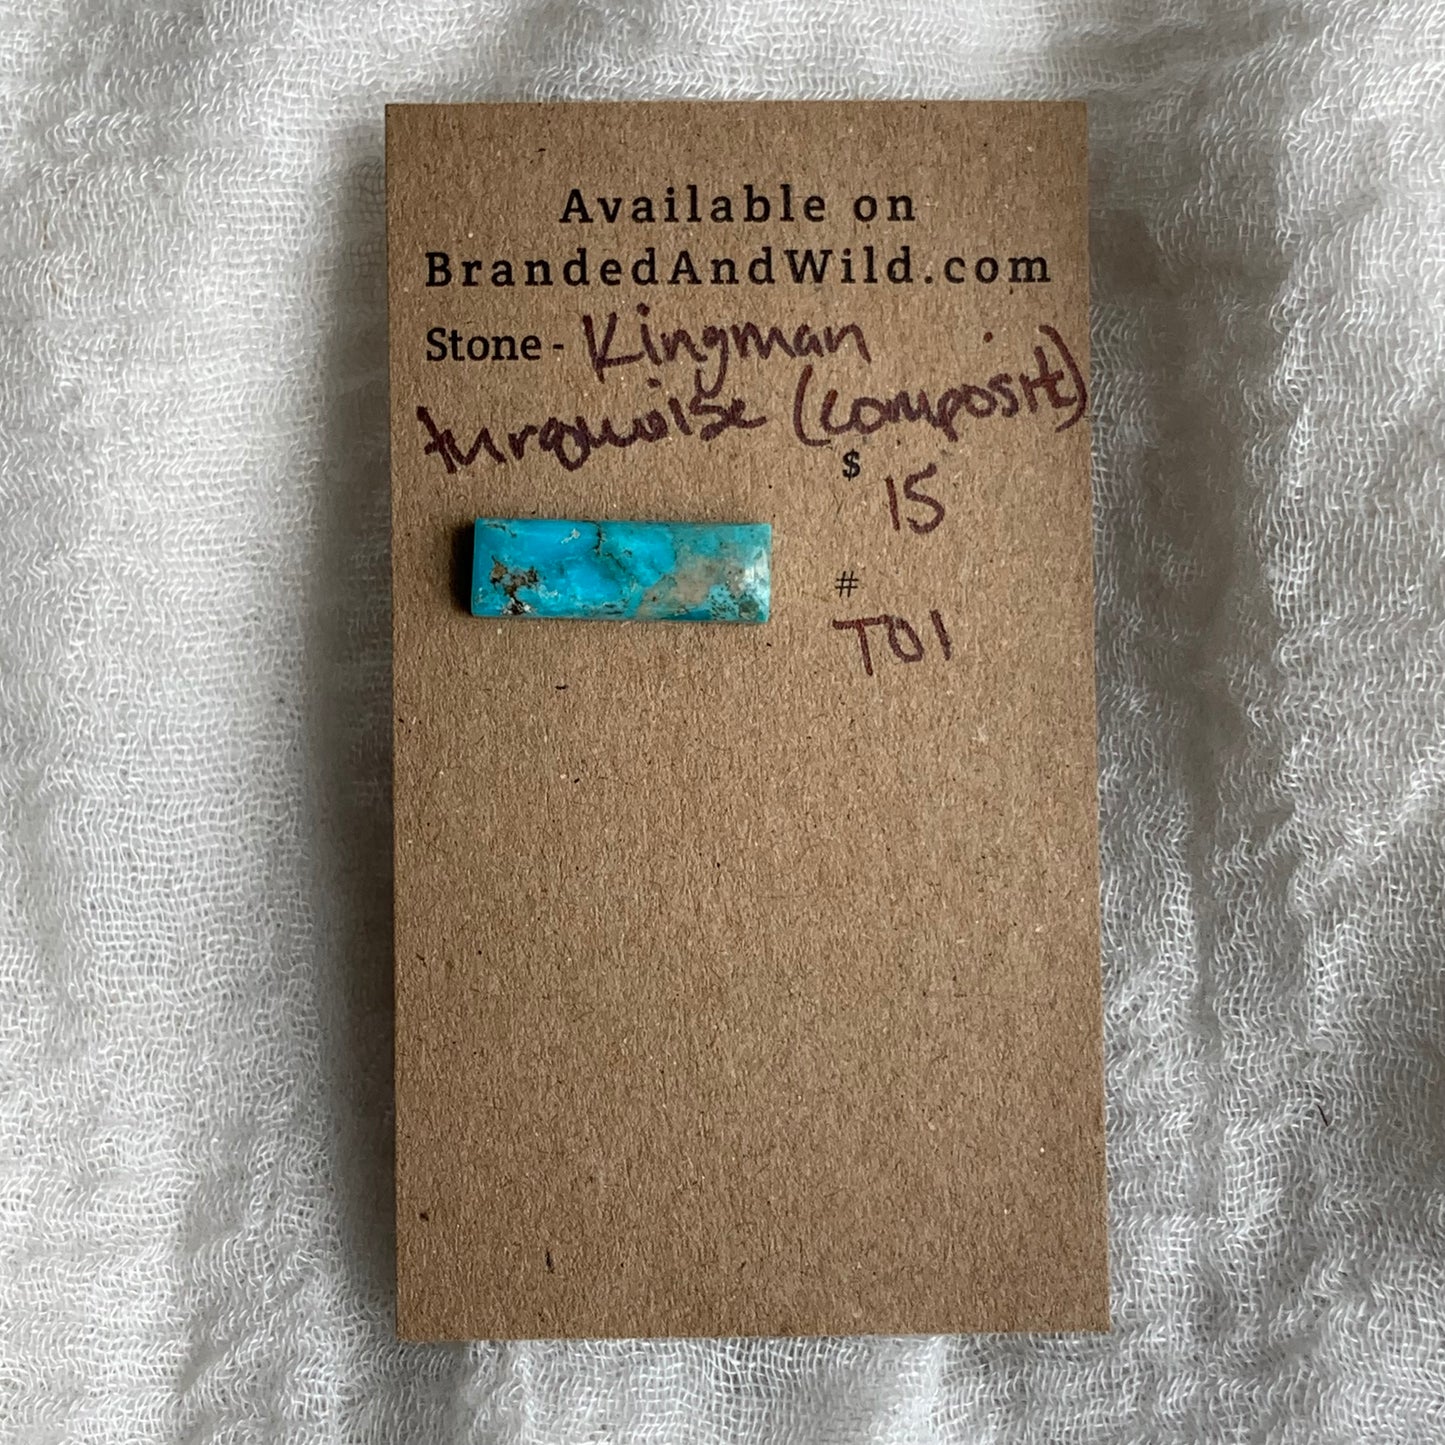 Available on
BrandedAndWild.com
Stone - Kingman
turquoise (composit)
$
15
#
T01